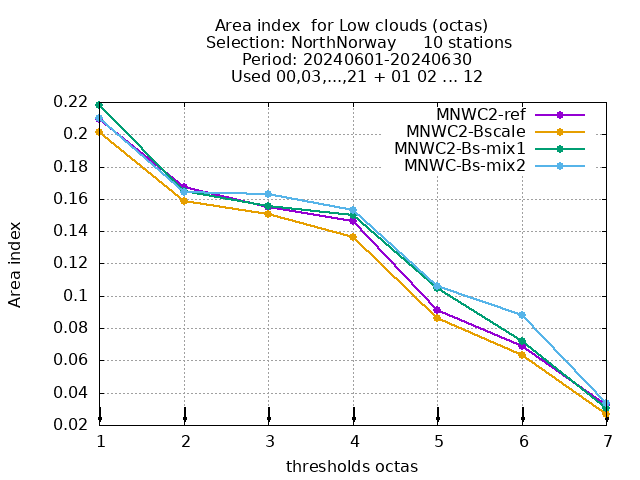 Area index  for Low clouds (octas)
Selection: NorthNorway     10 stations
Period: 20240601-20240630
Used 00,03,...,21 + 01 02 ... 12
MNWC2-ref
MNWC2-Bscale
MNWC2-Bs-mix1
MNWC-Bs-mix2
0.22
0.2
0.18
0.16
0.14
0.12
0.1
0.08
0.06
0.04
0.02
Area index
1 2 3 4 5 6 7
thresholds octas